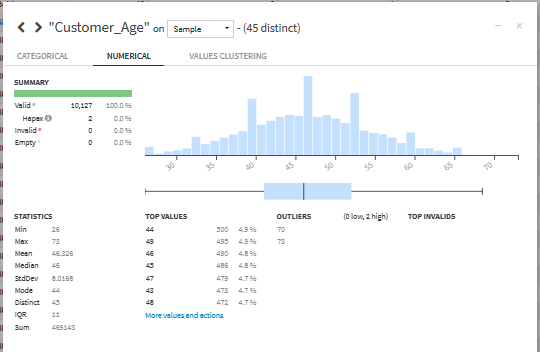 "Customer_Age" on Sample - (45 distinct)
CATEGORICAL NUMERICAL VALUES CLUSTERING
SUMMARY
Valid 10,127 100.0 %
Hapax 2 0.0 %
Invalid 0 0.0 %
Empty 0 0.0 %
30 35 40 45 50 55 60 65 70
STATISTICS
Min 26
Max 73
Mean 46.326
Median 46
StdDev 8.0168
Mode 44
Distinct 45
IQR 11
Sum 469143
TOP VALUES
44 500 4.9 %
49 495 4.9 %
46 490 4.8 %
45 486 4.8 %
47 479 4.7 %
43 473 4.7 %
48 472 4.7 %
More values and actions
OUTLIERS (0 low, 2 high)
70
73
TOP INVALIDS